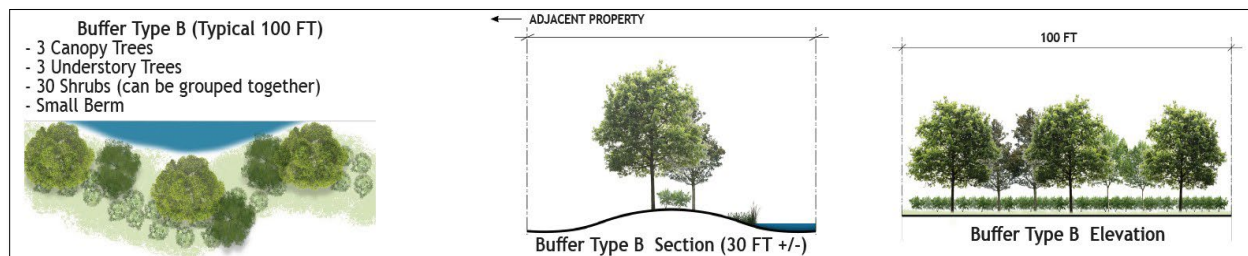 Buffer Type B (Typical 100 FT)
- 3 Canopy Trees
- 3 Understory Trees
- 30 Shrubs (can be grouped together)
- Small Berm
ADJACENT PROPERTY
Buffer Type B Section (30 FT +/-)
100 FT
Buffer Type B Elevation